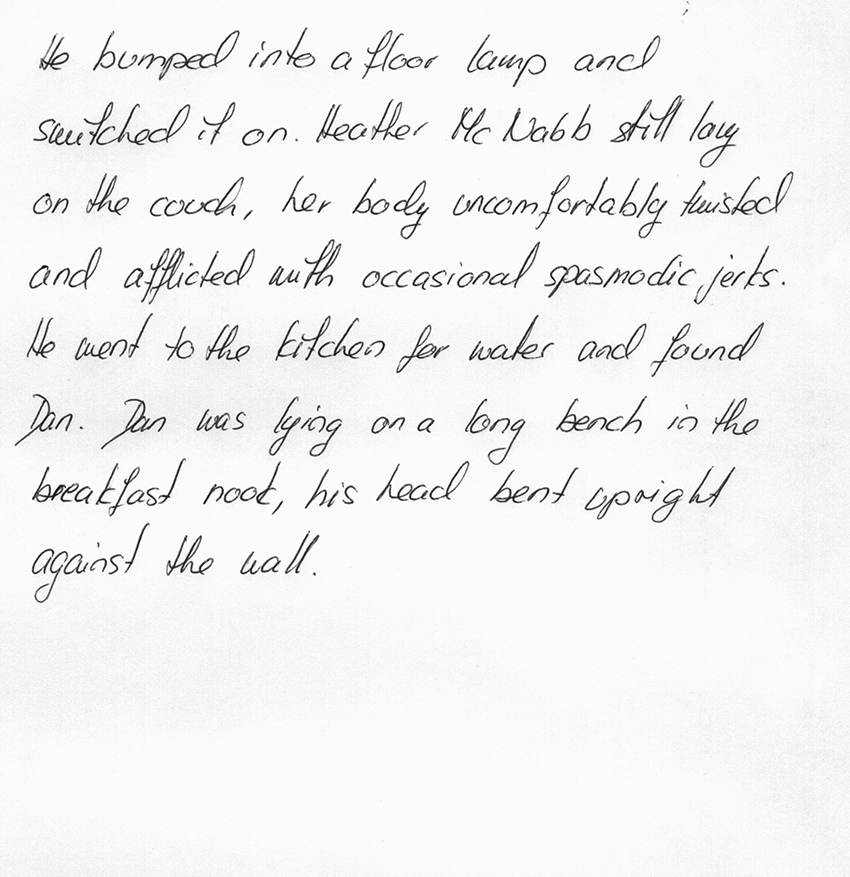 He bumped into a floor lamp and
switched it on. Heather Mc Nabb still lay
on the couch, her body uncomfortably twisted
and afflicted with occasional spasmodic jerks.
He went to the kitchen for water and found
Dan. Dan was lying on a long bench in the
breakfast nook, his head bent upright
against the wall.